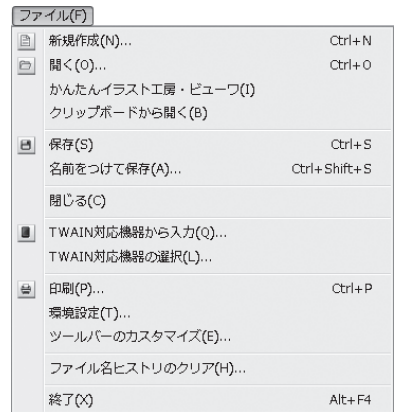 ファイル(F)
新規作成(N)... Ctrl+N
開く(O)... Ctrl+O
かんたんイラスト工房・ビューワ(I)
クリップボードから開く(B)
保存(S) Ctrl+S
名前をつけて保存(A)... Ctrl+Shift+S
閉じる(C)
TWAIN対応機器から入力(Q)...
TWAIN対応機器の選択(L)...
印刷(P)... Ctrl+P
環境設定(T)...
ツールバーのカスタマイズ(E)...
ファイル名ヒストリのクリア(H)...
終了(X) Alt+F4